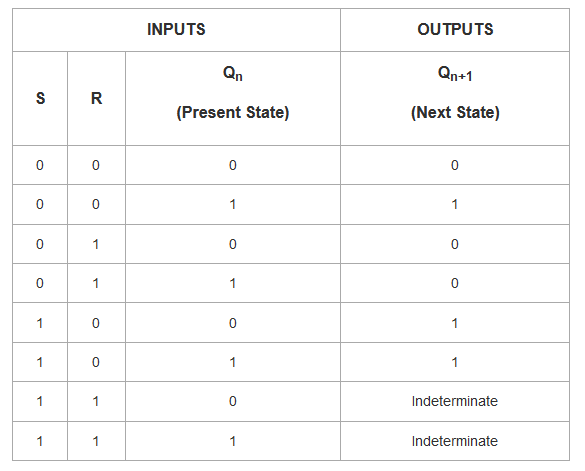 INPUTS OUTPUTS
S R Qn (Present State) Qn+1 (Next State)
0 0 0 0
0 0 1 1
0 1 0 0
0 1 1 0
1 0 0 1
1 0 1 1
1 1 0 Indeterminate
1 1 1 Indeterminate